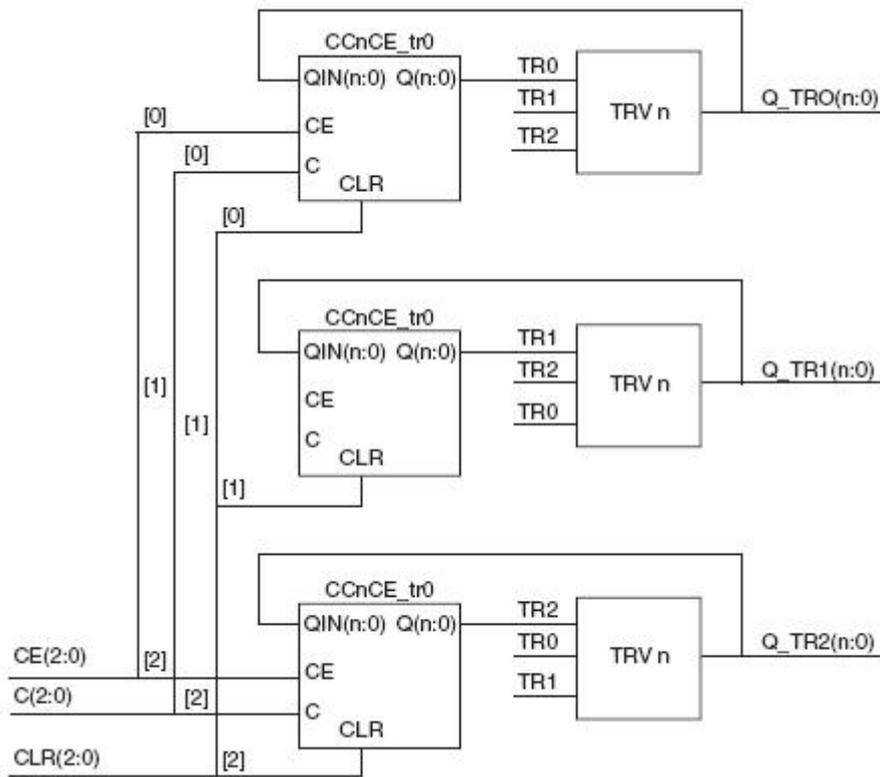 CCnCE_tr0
QIN(n:0) Q(n:0)
CE
C
CLR
[0]
[0]
[0]
TR0
TR1
TR2
TRV n
Q_TRO(n:0)
CCnCE_tr0
QIN(n:0) Q(n:0)
CE
C
CLR
[1]
[1]
[1]
TR1
TR2
TR0
TRV n
Q_TR1(n:0)
CCnCE_tr0
QIN(n:0) Q(n:0)
CE
C
CLR
CE(2:0)
[2]
C(2:0)
[2]
CLR(2:0)
[2]
TR2
TR0
TR1
TRV n
Q_TR2(n:0)